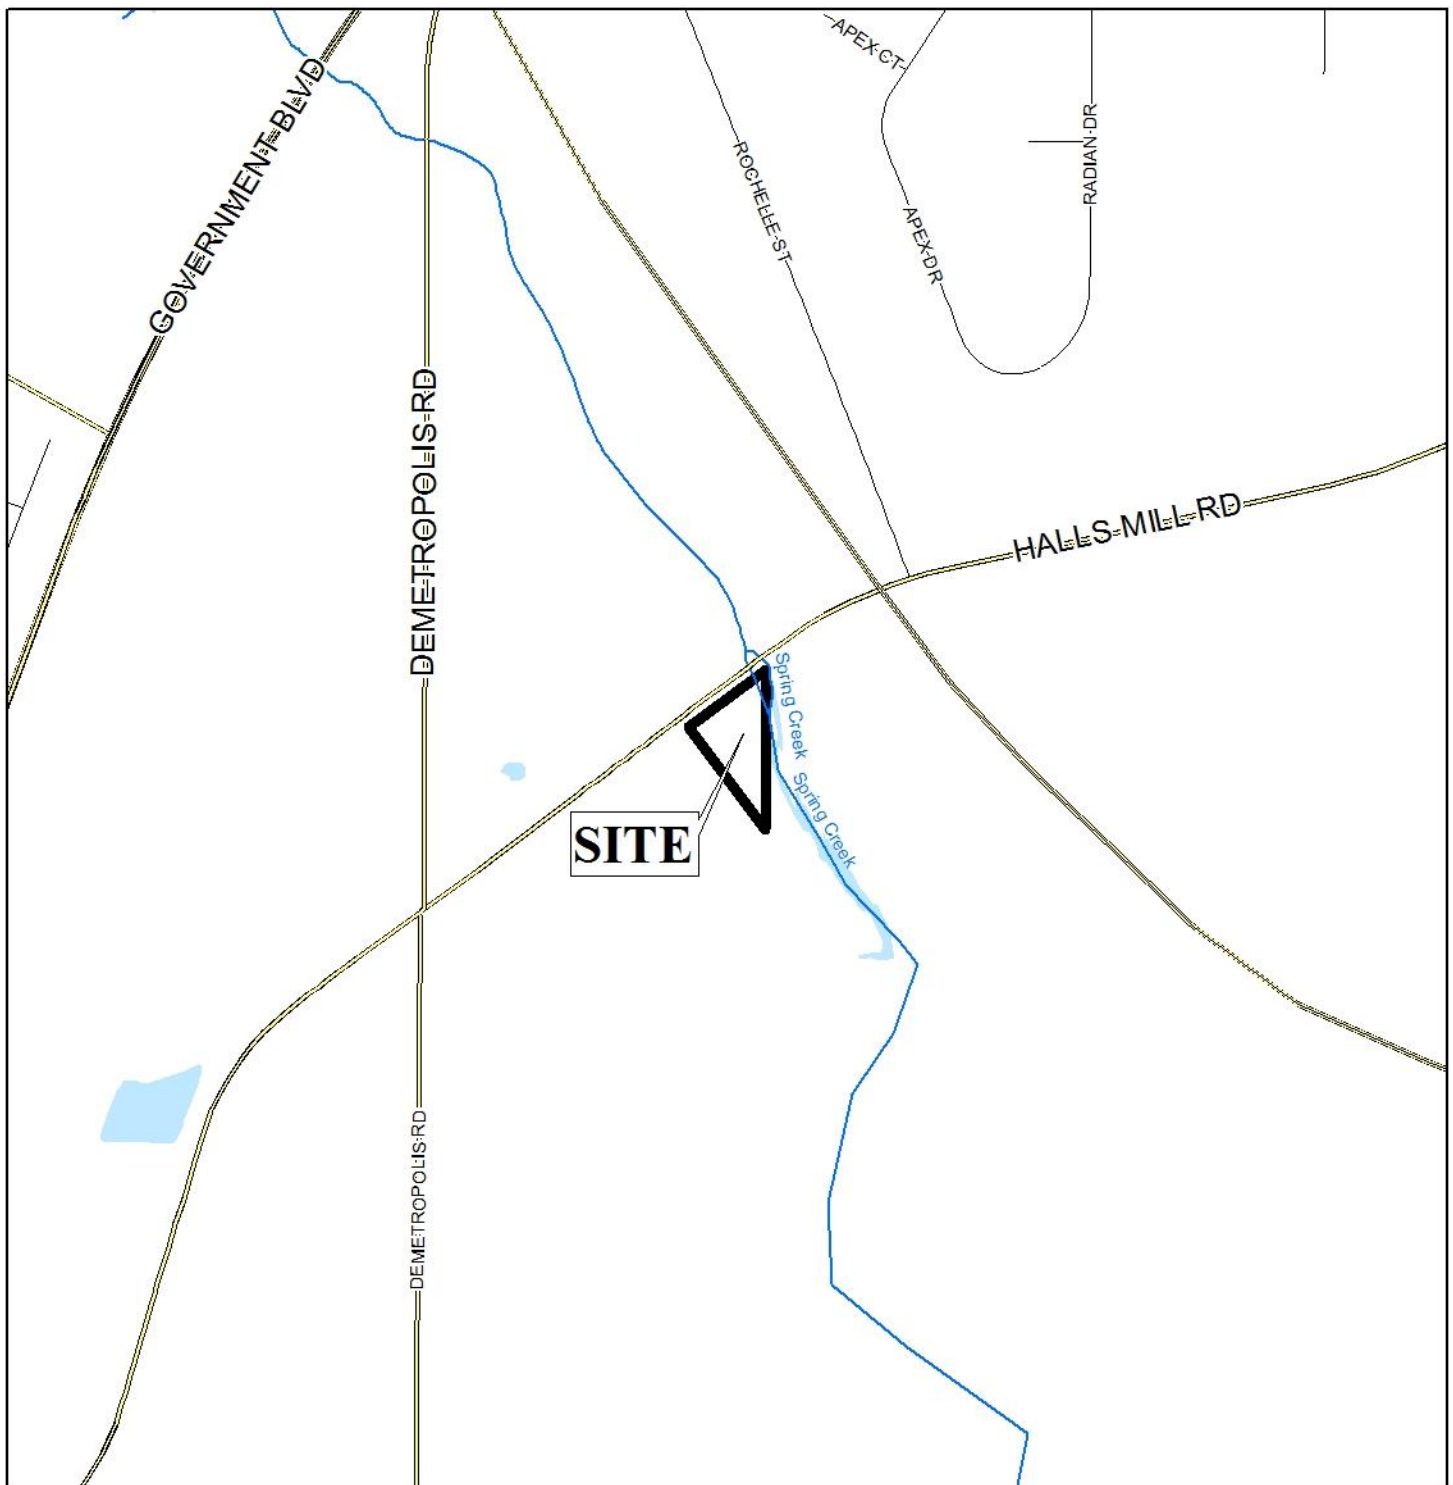 APEX CT
GOVERNMENT BLVD
ROCHELLE ST
RADIAN DR
APEX DR
DEMETROPOLIS RD
HALLS MILL RD
Spring Creek
Spring Creek
SITE
DEMETROPOLIS RD